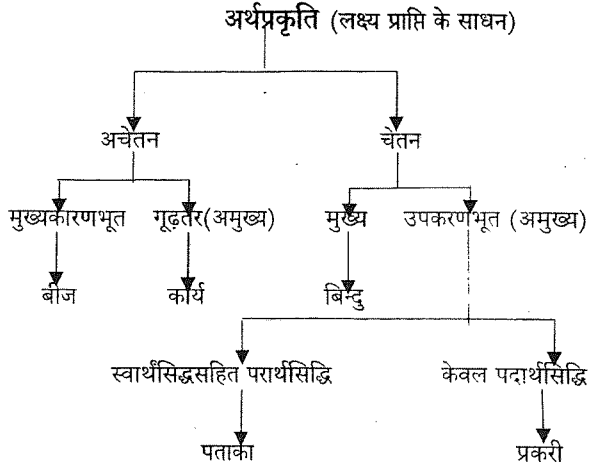 अर्थप्रकृति (लक्ष्य प्राप्ति के साधन)
अचेतन चेतन
मुख्यकारणभूत गूढ़तर(अमुख्य) मुख्य उपकरणभूत (अमुख्य)
बीज कार्य बिन्दु
स्वार्थंसिद्धसहित परार्थसिद्धि केवल पदार्थसिद्धि
पताका प्रकरी